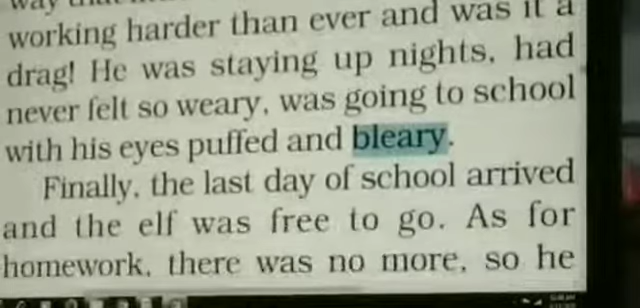 working harder than ever and was it a
drag! He was staying up nights, had
never felt so weary, was going to school
with his eyes puffed and bleary.
Finally, the last day of school arrived
and the elf was free to go. As for
homework, there was no more, so he